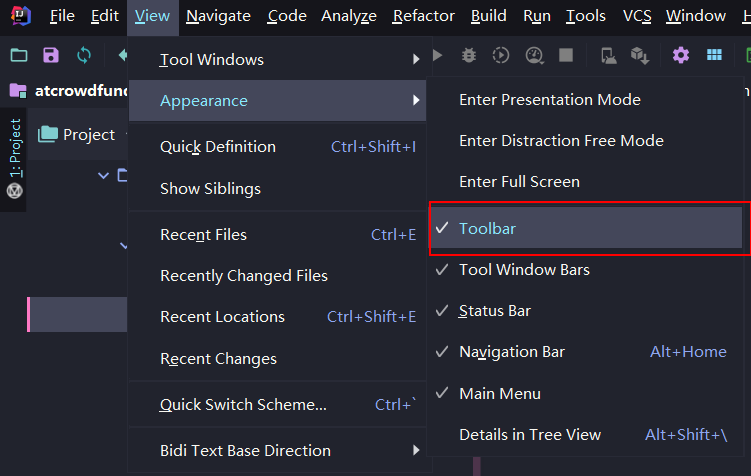 File Edit View Navigate Code Analyze Refactor Build Run Tools VCS Window
Tool Windows
atcrowdfund
Appearance
Enter Presentation Mode
1: Project
Project
Quick Definition Ctrl+Shift+I
Enter Distraction Free Mode
Show Siblings
Enter Full Screen
Recent Files Ctrl+E
Toolbar
Recently Changed Files
Tool Window Bars
Recent Locations Ctrl+Shift+E
Status Bar
Recent Changes
Navigation Bar Alt+Home
Quick Switch Scheme... Ctrl+`
Main Menu
Bidi Text Base Direction
Details in Tree View Alt+Shift+\